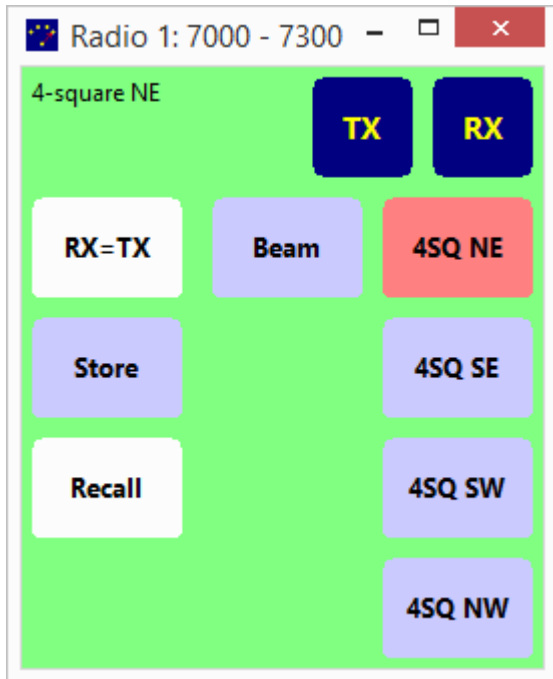 Radio 1: 7000 - 7300
4-square NE
TX
RX
RX=TX
Beam
4SQ NE
Store
4SQ SE
Recall
4SQ SW
4SQ NW